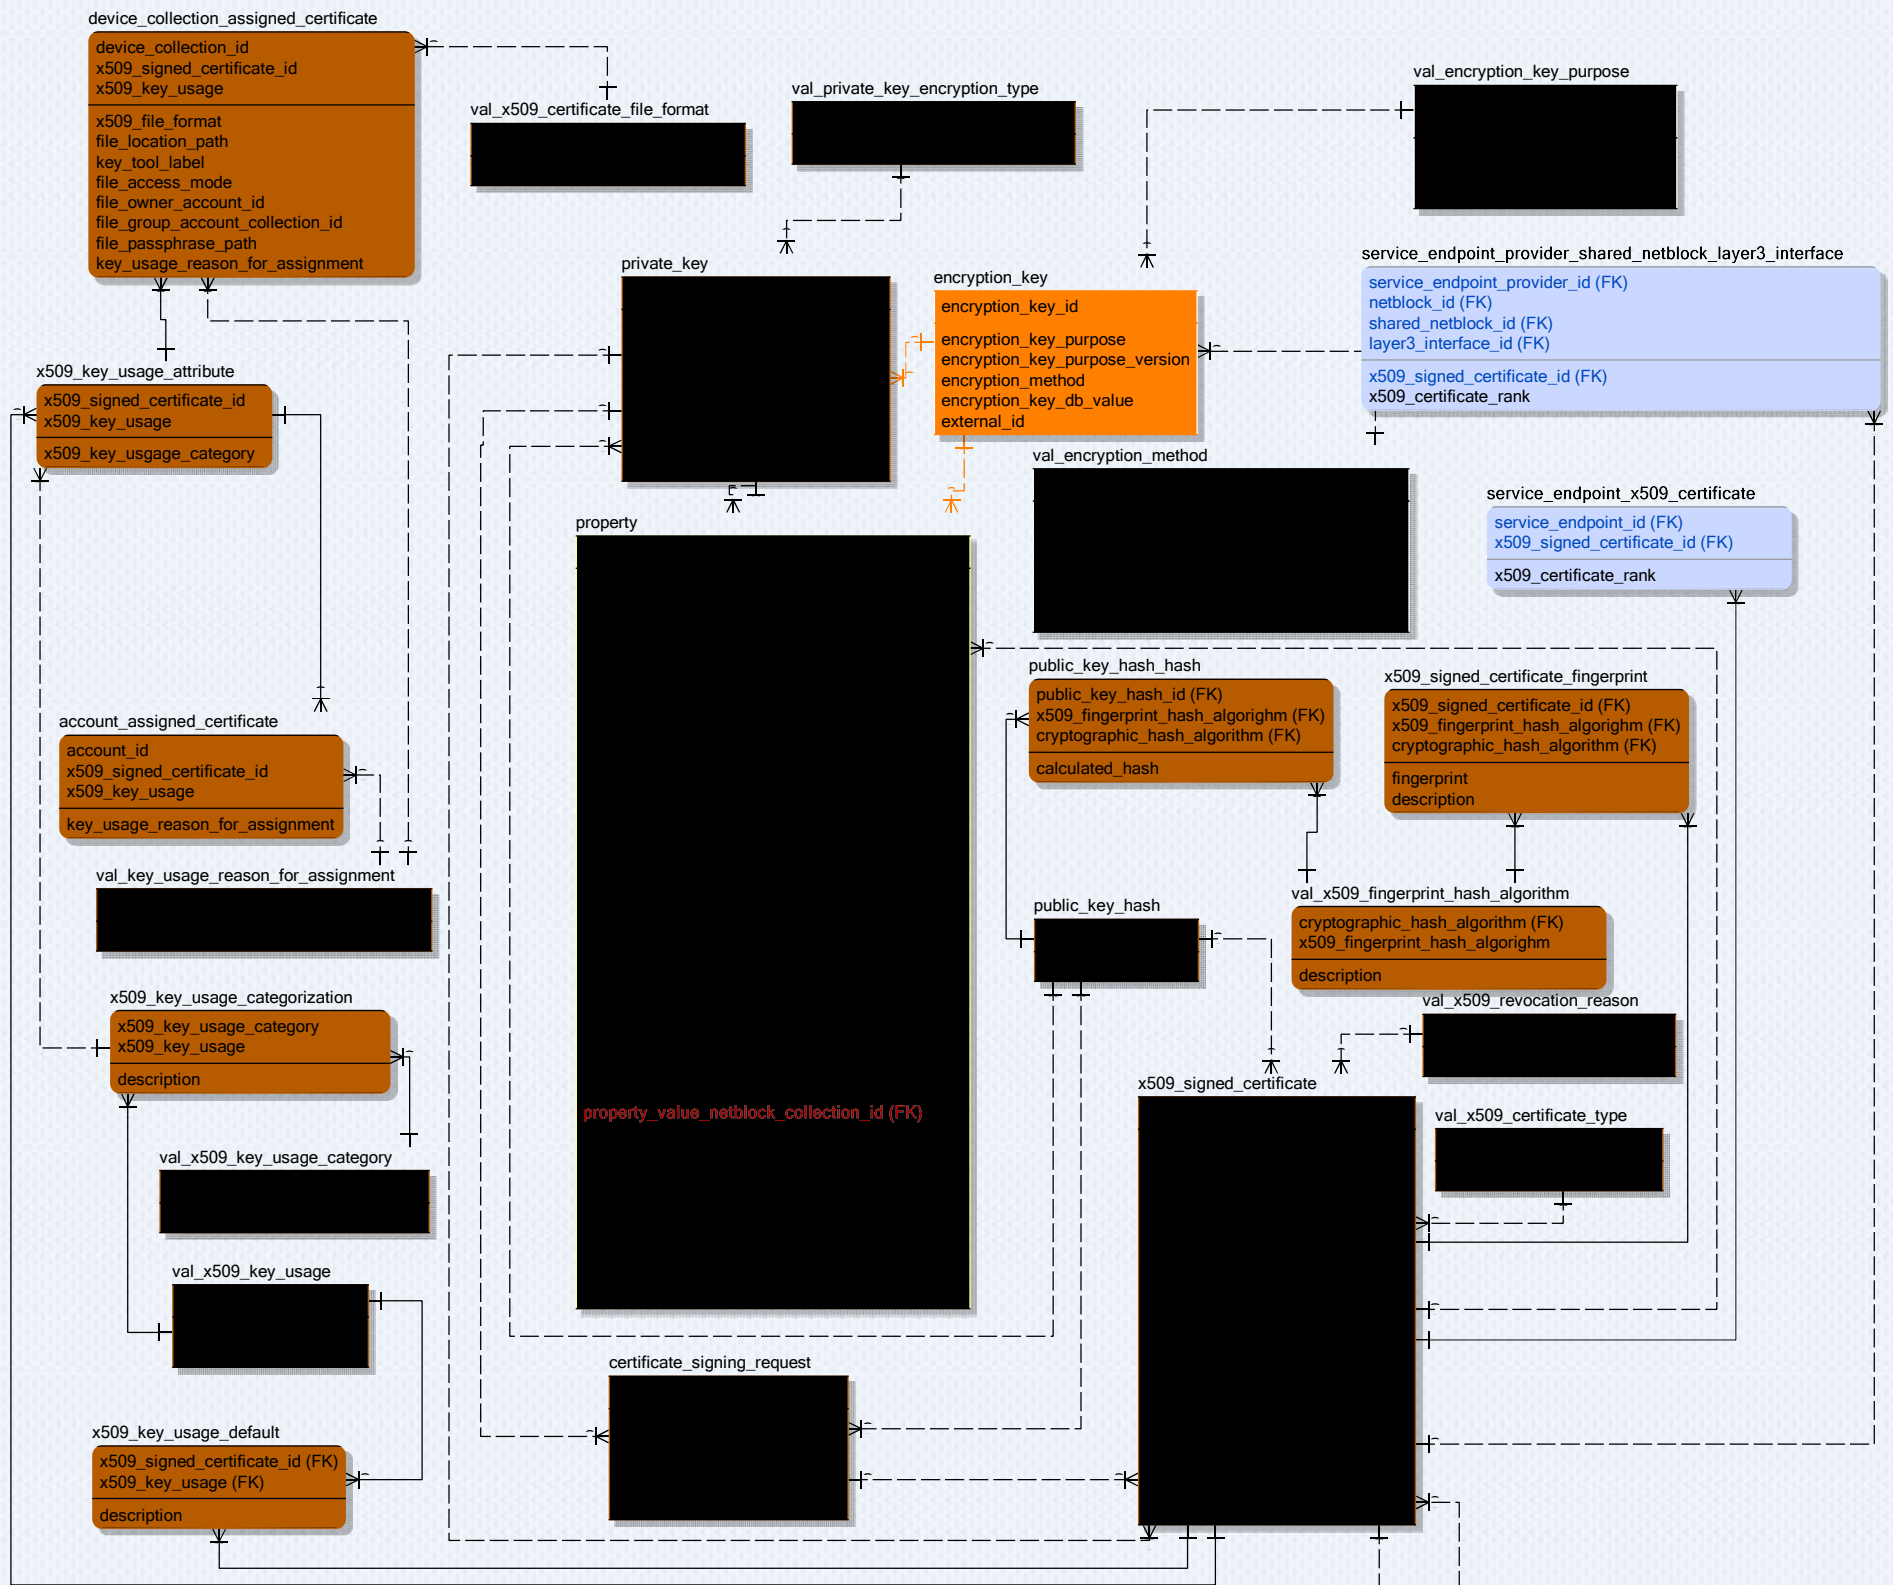 device_collection_assigned_certificate
device_collection_id
x509_signed_certificate_id
x509_key_usage
x509_file_format
file_location_path
key_tool_label
file_access_mode
file_owner_account_id
file_group_account_collection_id
file_passphrase_path
key_usage_reason_for_assignment
val_x509_certificate_file_format
val_private_key_encryption_type
val_encryption_key_purpose
private_key
encryption_key
encryption_key_id
encryption_key_purpose
encryption_key_purpose_version
encryption_method
encryption_key_db_value
external_id
service_endpoint_provider_shared_netblock_layer3_interface
service_endpoint_provider_id (FK)
netblock_id (FK)
shared_netblock_id (FK)
layer3_interface_id (FK)
x509_signed_certificate_id (FK)
x509_certificate_rank
x509_key_usage_attribute
x509_signed_certificate_id
x509_key_usage
x509_key_usgage_category
val_encryption_method
service_endpoint_x509_certificate
service_endpoint_id (FK)
x509_signed_certificate_id (FK)
x509_certificate_rank
property
property_value_netblock_collection_id (FK)
public_key_hash_hash
public_key_hash_id (FK)
x509_fingerprint_hash_algorighm (FK)
cryptographic_hash_algorithm (FK)
calculated_hash
x509_signed_certificate_fingerprint
x509_signed_certificate_id (FK)
x509_fingerprint_hash_algorighm (FK)
cryptographic_hash_algorithm (FK)
fingerprint
description
account_assigned_certificate
account_id
x509_signed_certificate_id
x509_key_usage
key_usage_reason_for_assignment
val_key_usage_reason_for_assignment
public_key_hash
val_x509_fingerprint_hash_algorithm
cryptographic_hash_algorithm (FK)
x509_fingerprint_hash_algorighm
description
x509_key_usage_categorization
x509_key_usage_category
x509_key_usage
description
val_x509_revocation_reason
x509_signed_certificate
val_x509_certificate_type
val_x509_key_usage_category
val_x509_key_usage
certificate_signing_request
x509_key_usage_default
x509_signed_certificate_id (FK)
x509_key_usage (FK)
description